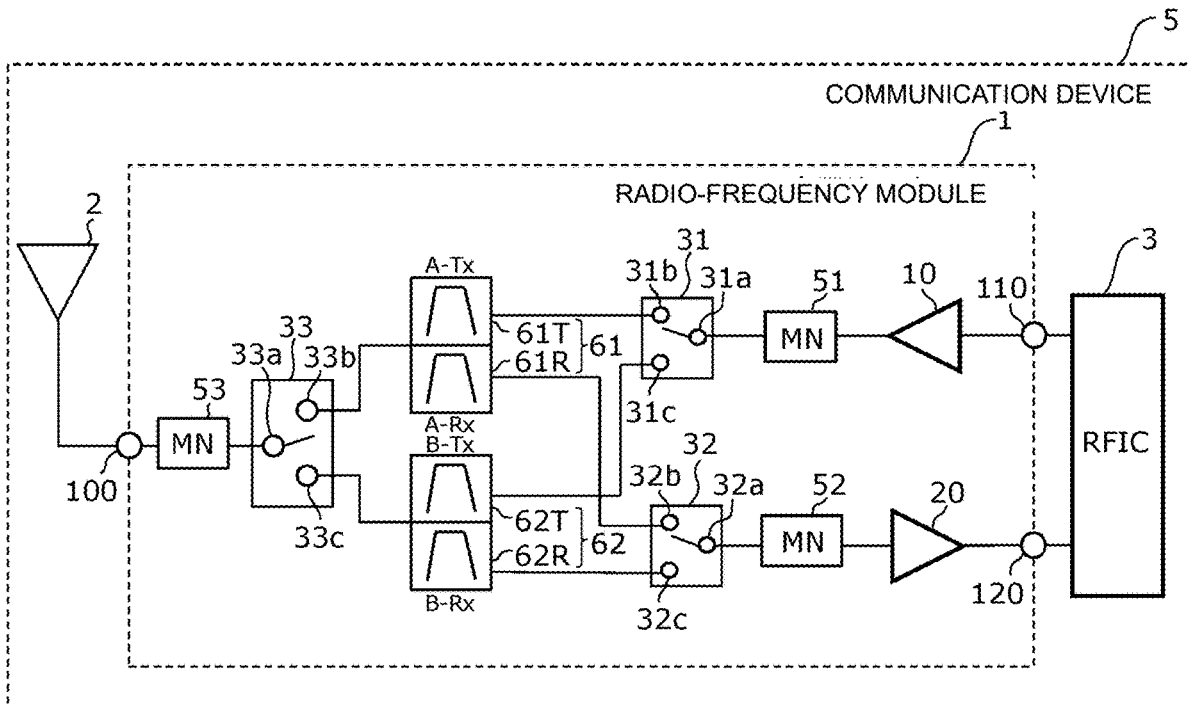 5
COMMUNICATION DEVICE
1
RADIO-FREQUENCY MODULE
2
A-Tx
31
31b
31a
51
10
110
3
33
33a
33b
61T
61R
61
MN
53
A-Rx
31c
MN
RFIC
B-Tx
32
32b
32a
52
20
100
33c
62T
62R
62
MN
B-Rx
32c
120